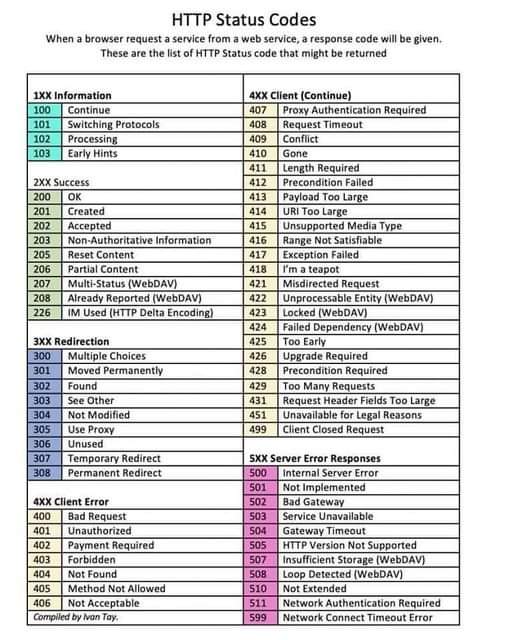 HTTP Status Codes
When a browser request a service from a web service, a response code will be given.
These are the list of HTTP Status code that might be returned
1XX Information
100 Continue
101 Switching Protocols
102 Processing
103 Early Hints
2XX Success
200 OK
201 Created
202 Accepted
203 Non-Authoritative Information
205 Reset Content
206 Partial Content
207 Multi-Status (WebDAV)
208 Already Reported (WebDAV)
226 IM Used (HTTP Delta Encoding)
3XX Redirection
300 Multiple Choices
301 Moved Permanently
302 Found
303 See Other
304 Not Modified
305 Use Proxy
306 Unused
307 Temporary Redirect
308 Permanent Redirect
4XX Client Error
400 Bad Request
401 Unauthorized
402 Payment Required
403 Forbidden
404 Not Found
405 Method Not Allowed
406 Not Acceptable
Compiled by Ivan Tay.
4XX Client (Continue)
407 Proxy Authentication Required
408 Request Timeout
409 Conflict
410 Gone
411 Length Required
412 Precondition Failed
413 Payload Too Large
414 URI Too Large
415 Unsupported Media Type
416 Range Not Satisfiable
417 Exception Failed
418 I'm a teapot
421 Misdirected Request
422 Unprocessable Entity (WebDAV)
423 Locked (WebDAV)
424 Failed Dependency (WebDAV)
425 Too Early
426 Upgrade Required
428 Precondition Required
429 Too Many Requests
431 Request Header Fields Too Large
451 Unavailable for Legal Reasons
499 Client Closed Request
5XX Server Error Responses
500 Internal Server Error
501 Not Implemented
502 Bad Gateway
503 Service Unavailable
504 Gateway Timeout
505 HTTP Version Not Supported
507 Insufficient Storage (WebDAV)
508 Loop Detected (WebDAV)
510 Not Extended
511 Network Authentication Required
599 Network Connect Timeout Error